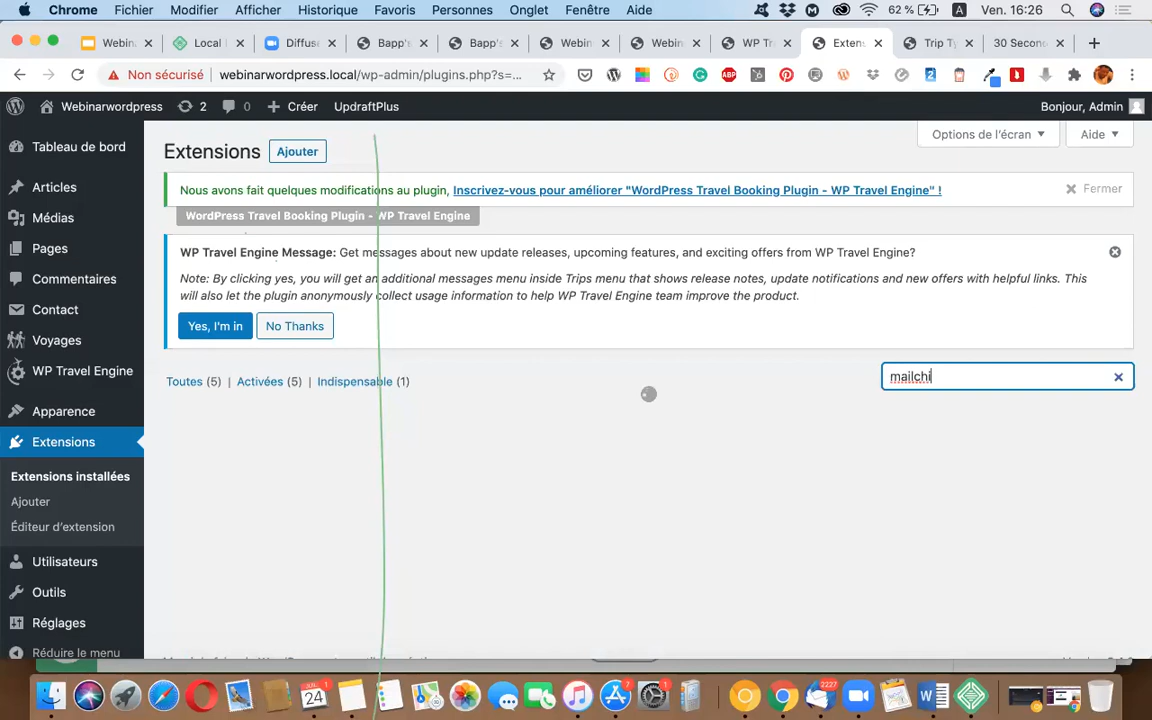 Chrome Fichier Modifier Afficher Historique Favoris Personnes Onglet Fenêtre Aide 62 % A Ven. 16:26
Webina Local Diffuse Bapp's Bapp's Webin Webin WP Tra Extens Trip Ty 30 Secon
Non sécurisé webinarwordpress.local/wp-admin/plugins.php?s=...
Webinarwordpress 2 0 Créer UpdraftPlus Bonjour, Admin
Options de l'écran Aide
Tableau de bord
Articles
Médias
Pages
Commentaires
Contact
Voyages
WP Travel Engine
Apparence
Extensions
Extensions installées
Ajouter
Éditeur d'extension
Utilisateurs
Outils
Réglages
Réduire le menu
Extensions Ajouter
Nous avons fait quelques modifications au plugin, Inscrivez-vous pour améliorer "WordPress Travel Booking Plugin - WP Travel Engine" ! Fermer
WordPress Travel Booking Plugin - WP Travel Engine
WP Travel Engine Message: Get messages about new update releases, upcoming features, and exciting offers from WP Travel Engine?
Note: By clicking yes, you will get an additional messages menu inside Trips menu that shows release notes, update notifications and new offers with helpful links. This
will also let the plugin anonymously collect usage information to help WP Travel Engine team improve the product.
Yes, I'm in No Thanks
Toutes (5) | Activées (5) | Indispensable (1)
mailchi
JUIL. 24 1 7 2227